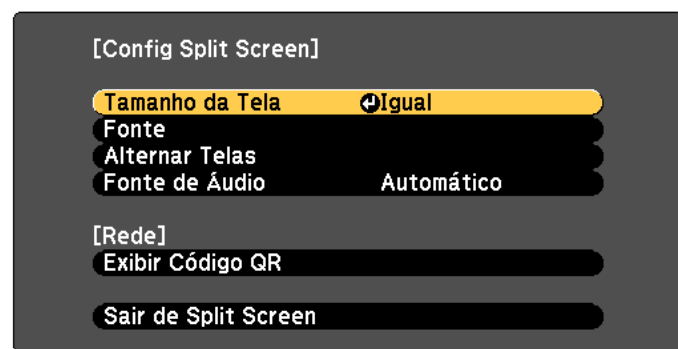 [Config Split Screen]
Tamanho da Tela Igual
Fonte
Alternar Telas
Fonte de Áudio Automático
[Rede]
Exibir Código QR
Sair de Split Screen